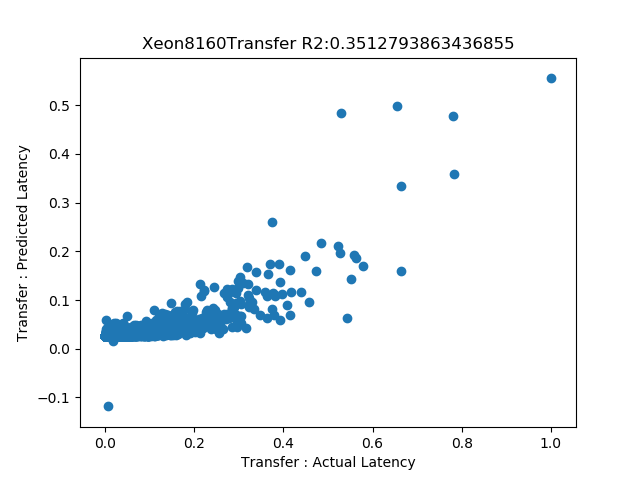 Xeon8160Transfer R2:0.3512793863436855
0.5
0.4
0.3
0.2
0.1
0.0
−0.1
Transfer : Predicted Latency
0.0 0.2 0.4 0.6 0.8 1.0
Transfer : Actual Latency